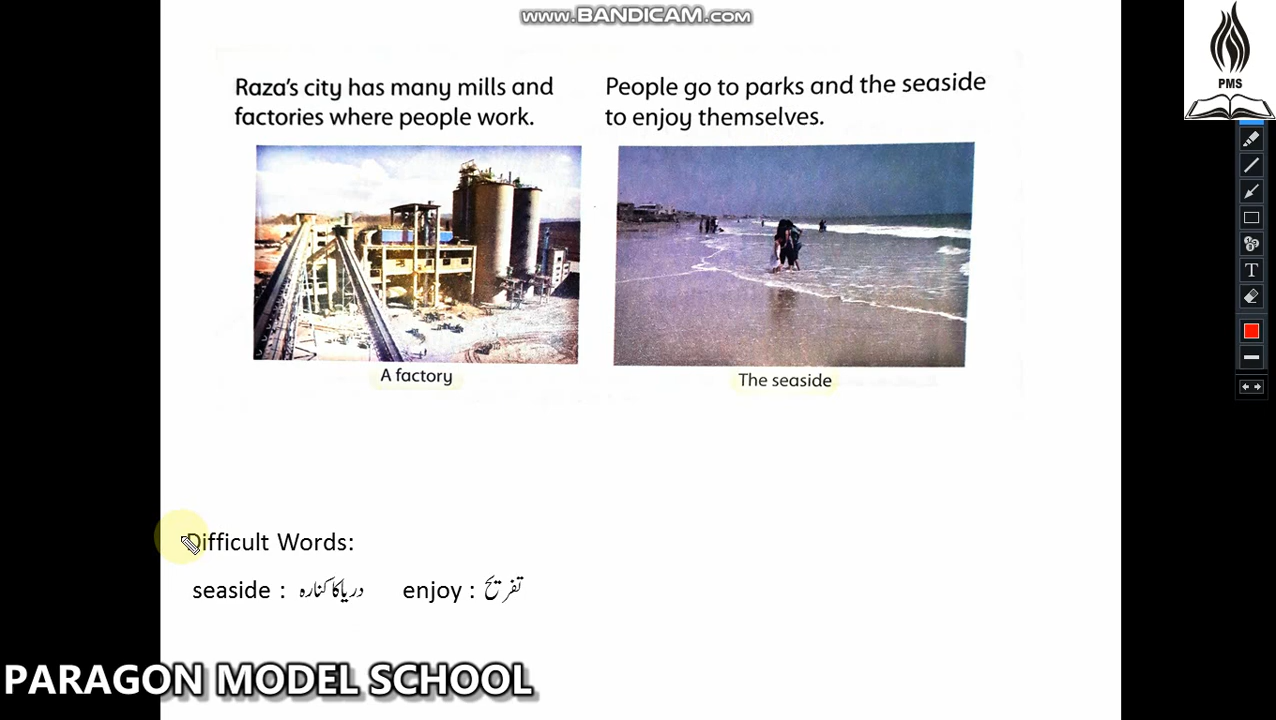 www.BANDICAM.com
PMS
Raza's city has many mills and
factories where people work.
People go to parks and the seaside
to enjoy themselves.
A factory
The seaside
Difficult Words:
seaside : دریا کا کنارہ enjoy : تفریح
PARAGON MODEL SCHOOL